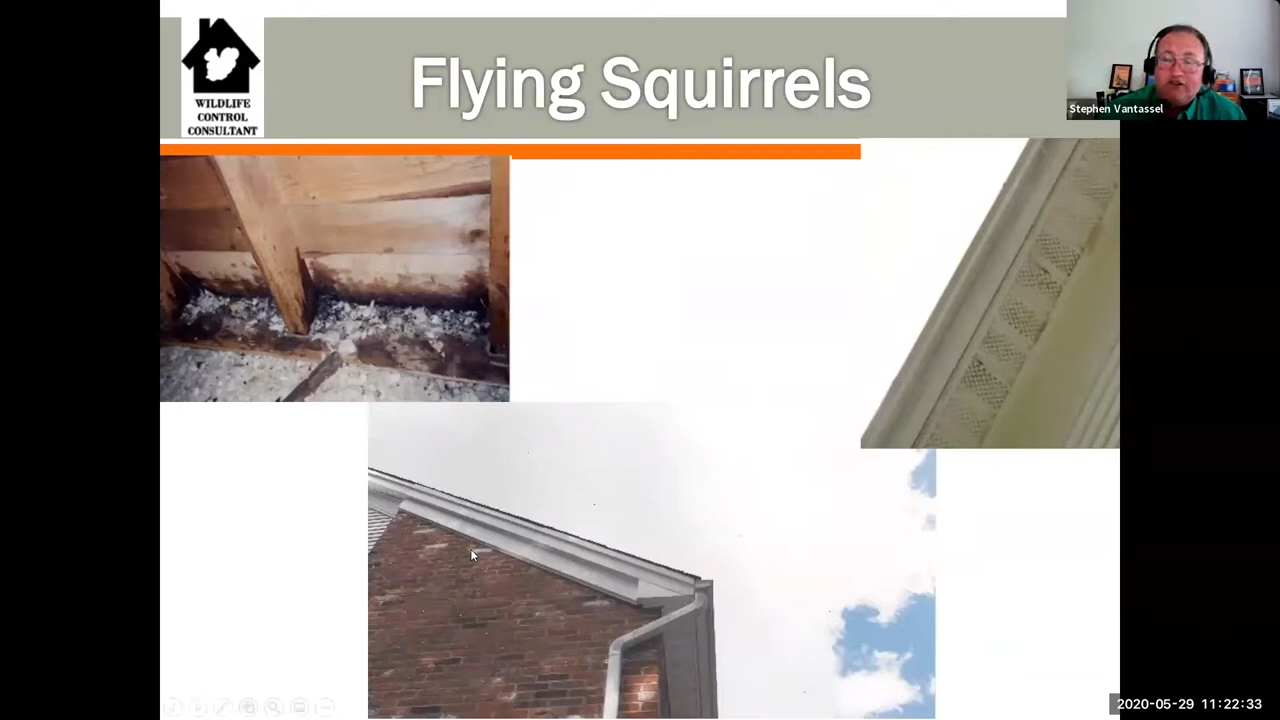 WILDLIFE
CONTROL
CONSULTANT
Flying Squirrels
Stephen Vantassel
2020-05-29 11:22:33